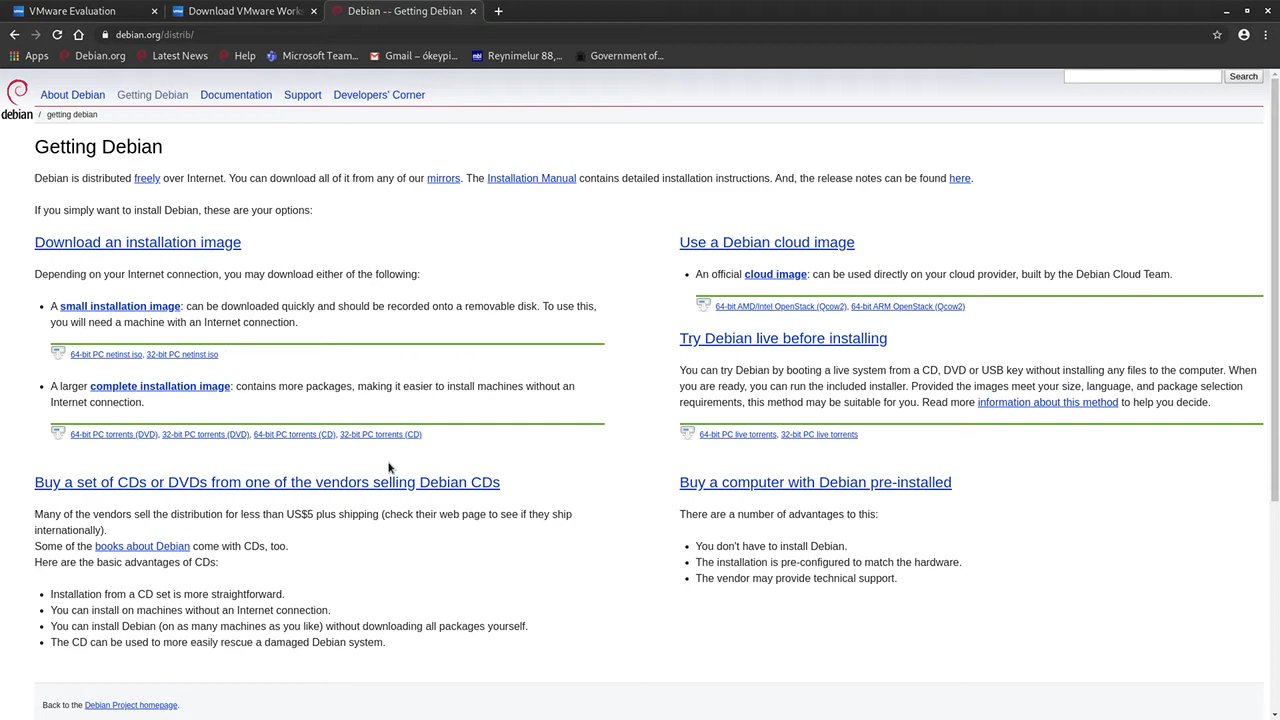 VMware Evaluation
Download VMware Works
Debian -- Getting Debian
debian.org/distrib/
Apps
Debian.org
Latest News
Help
Microsoft Team...
Gmail – ókeypi...
mbl
Reynimelur 88,...
Government of...
Search
debian
About Debian
Getting Debian
Documentation
Support
Developers' Corner
/ getting debian
Getting Debian
Debian is distributed freely over Internet. You can download all of it from any of our mirrors. The Installation Manual contains detailed installation instructions. And, the release notes can be found here.
If you simply want to install Debian, these are your options:
Download an installation image
Depending on your Internet connection, you may download either of the following:
• A small installation image: can be downloaded quickly and should be recorded onto a removable disk. To use this,
you will need a machine with an Internet connection.
64-bit PC netinst iso, 32-bit PC netinst iso
• A larger complete installation image: contains more packages, making it easier to install machines without an
Internet connection.
64-bit PC torrents (DVD), 32-bit PC torrents (DVD), 64-bit PC torrents (CD), 32-bit PC torrents (CD)
Use a Debian cloud image
• An official cloud image: can be used directly on your cloud provider, built by the Debian Cloud Team.
64-bit AMD/Intel OpenStack (Qcow2), 64-bit ARM OpenStack (Qcow2)
Try Debian live before installing
You can try Debian by booting a live system from a CD, DVD or USB key without installing any files to the computer. When
you are ready, you can run the included installer. Provided the images meet your size, language, and package selection
requirements, this method may be suitable for you. Read more information about this method to help you decide.
64-bit PC live torrents, 32-bit PC live torrents
Buy a set of CDs or DVDs from one of the vendors selling Debian CDs
Many of the vendors sell the distribution for less than US$5 plus shipping (check their web page to see if they ship
internationally).
Some of the books about Debian come with CDs, too.
Here are the basic advantages of CDs:
• Installation from a CD set is more straightforward.
• You can install on machines without an Internet connection.
• You can install Debian (on as many machines as you like) without downloading all packages yourself.
• The CD can be used to more easily rescue a damaged Debian system.
Buy a computer with Debian pre-installed
There are a number of advantages to this:
• You don't have to install Debian.
• The installation is pre-configured to match the hardware.
• The vendor may provide technical support.
Back to the Debian Project homepage.